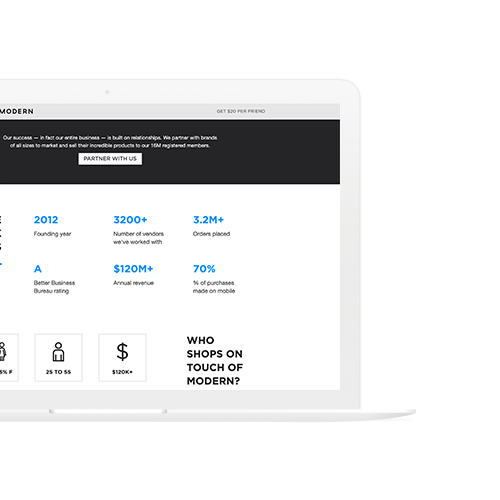 MODERN
GET $20 PER FRIEND
Our success — in fact our entire business — is built on relationships. We partner with brands
of all sizes to market and sell their incredible products to our 16M registered members.
PARTNER WITH US
2012
Founding year
3200+
Number of vendors
we've worked with
3.2M+
Orders placed
A
Better Business
Bureau rating
$120M+
Annual revenue
70%
% of purchases
made on mobile
5% F
25 TO 55
$120K+
WHO
SHOPS ON
TOUCH OF
MODERN?